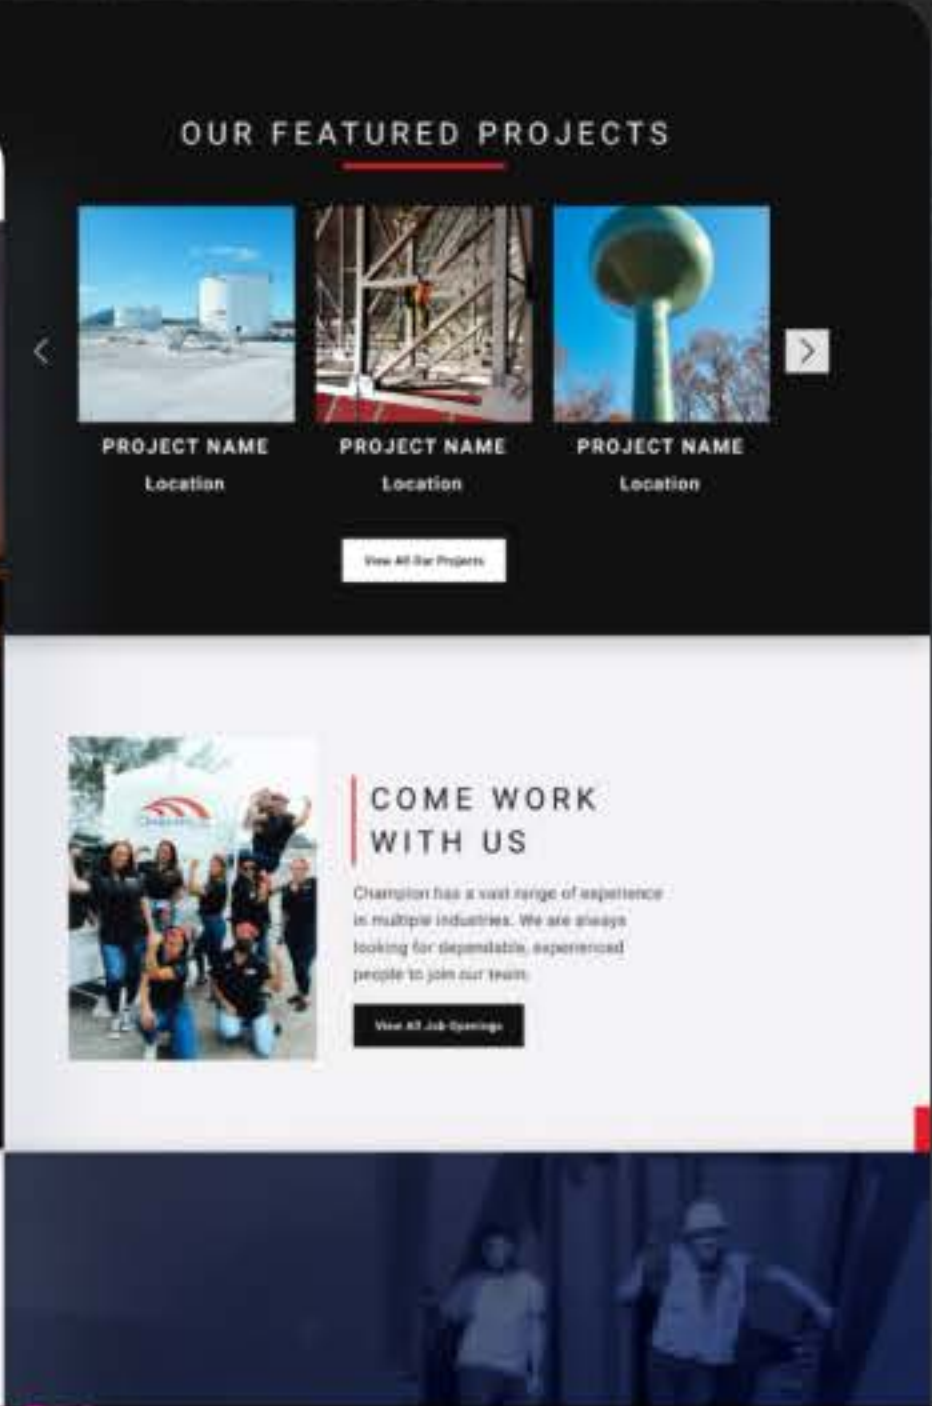 OUR FEATURED PROJECTS
PROJECT NAME
PROJECT NAME
PROJECT NAME
Location
Location
Location
View All Our Projects
COME WORK
WITH US
Champion has a vast range of experience
in multiple industries. We are always
looking for dependable, experienced
people to join our team.
View All Job Openings